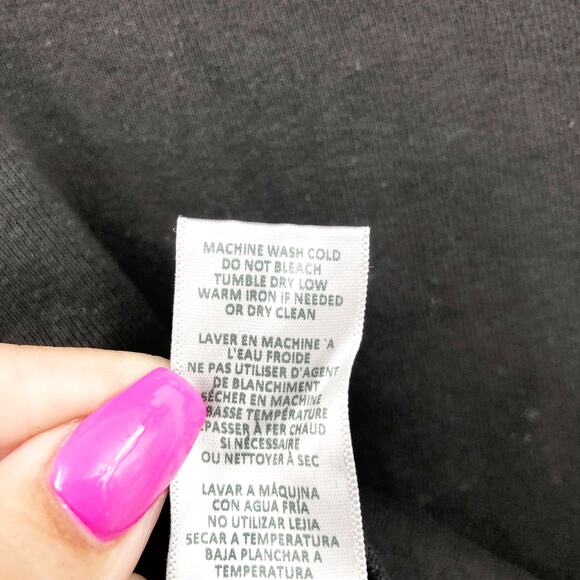 MACHINE WASH COLD
DO NOT BLEACH
TUMBLE DRY LOW
WARM IRON IF NEEDED
OR DRY CLEAN
LAVER EN MACHINE 'A
L'EAU FROIDE
NE PAS UTILISER D'AGENT
DE BLANCHIMENT
SÉCHER EN MACHINE
BASSE TEMPÉRATURE
À FER CHAUD
SI NÉCESSAIRE
OU NETTOYER À SEC
LAVAR A MÁQUINA
CON AGUA FRÍA
NO UTILIZAR LEJIA
SECAR A TEMPERATURA
BAJA PLANCHAR A
TEMPERATURA